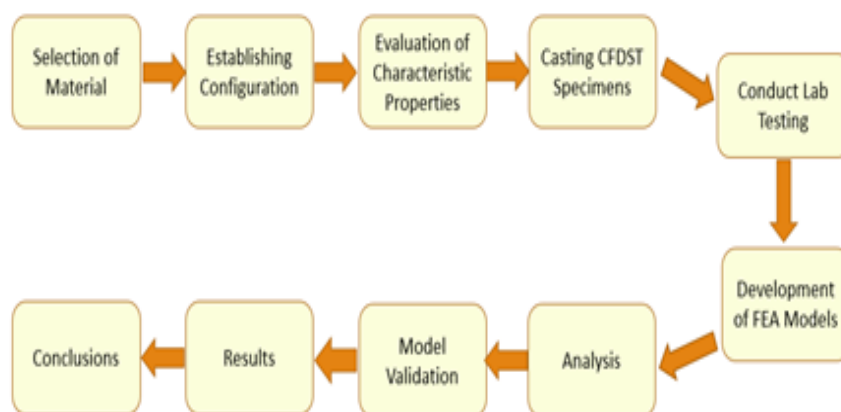 Selection of
Material
Establishing
Configuration
Evaluation of
Characteristic
Properties
Casting CFDST
Specimens
Conduct Lab
Testing
Development
of FEA Models
Analysis
Model
Validation
Results
Conclusions